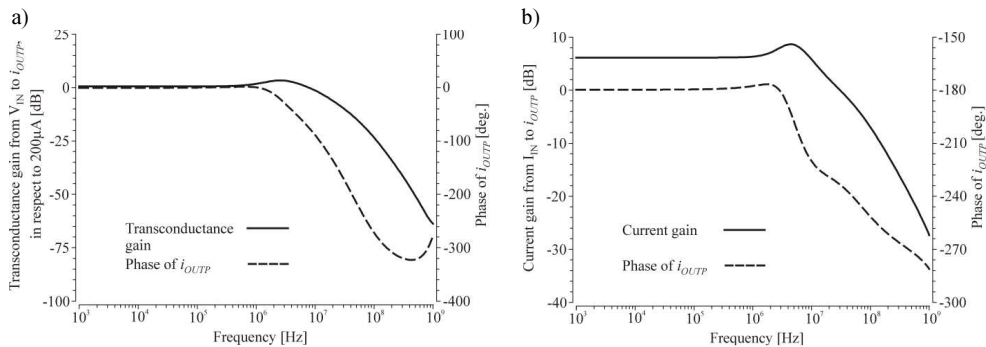 a)
Transconductance gain from V_IN to i_OUTP,
in respect to 200μA [dB]
25
0
-25
-50
-75
-100
100
0
-100
-200
-300
-400
Phase of i_OUTP [deg.]
Transconductance
gain
Phase of i_OUTP
10^3 10^4 10^5 10^6 10^7 10^8 10^9
Frequency [Hz]
b)
Current gain from I_IN to i_OUTP [dB]
10
0
-10
-20
-30
-40
-150
-180
-210
-240
-270
-300
Phase of i_OUTP [deg.]
Current gain
Phase of i_OUTP
10^3 10^4 10^5 10^6 10^7 10^8 10^9
Frequency [Hz]